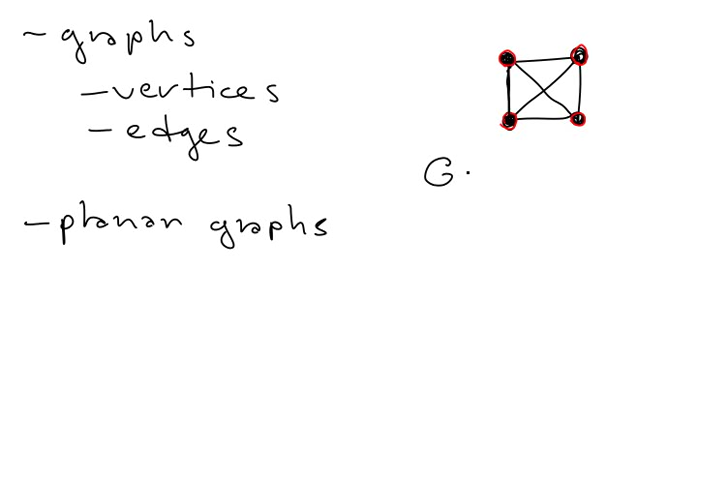 ~ graphs
- vertices
- edges
G.
- planar graphs